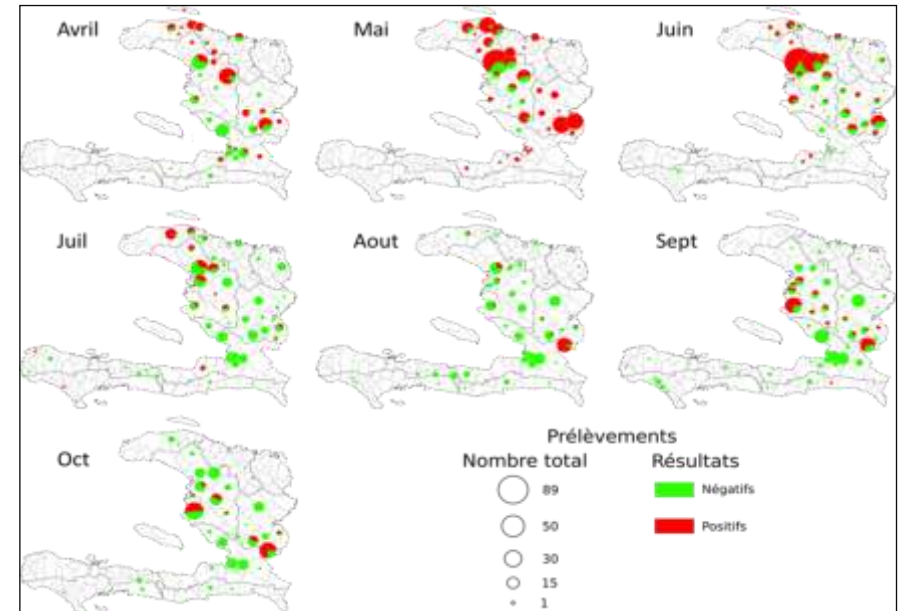 Avril
Mai
Juin
Juil
Aout
Sept
Oct
Prélèvements
Nombre total
Résultats
89
50
30
15
1
Négatifs
Positifs